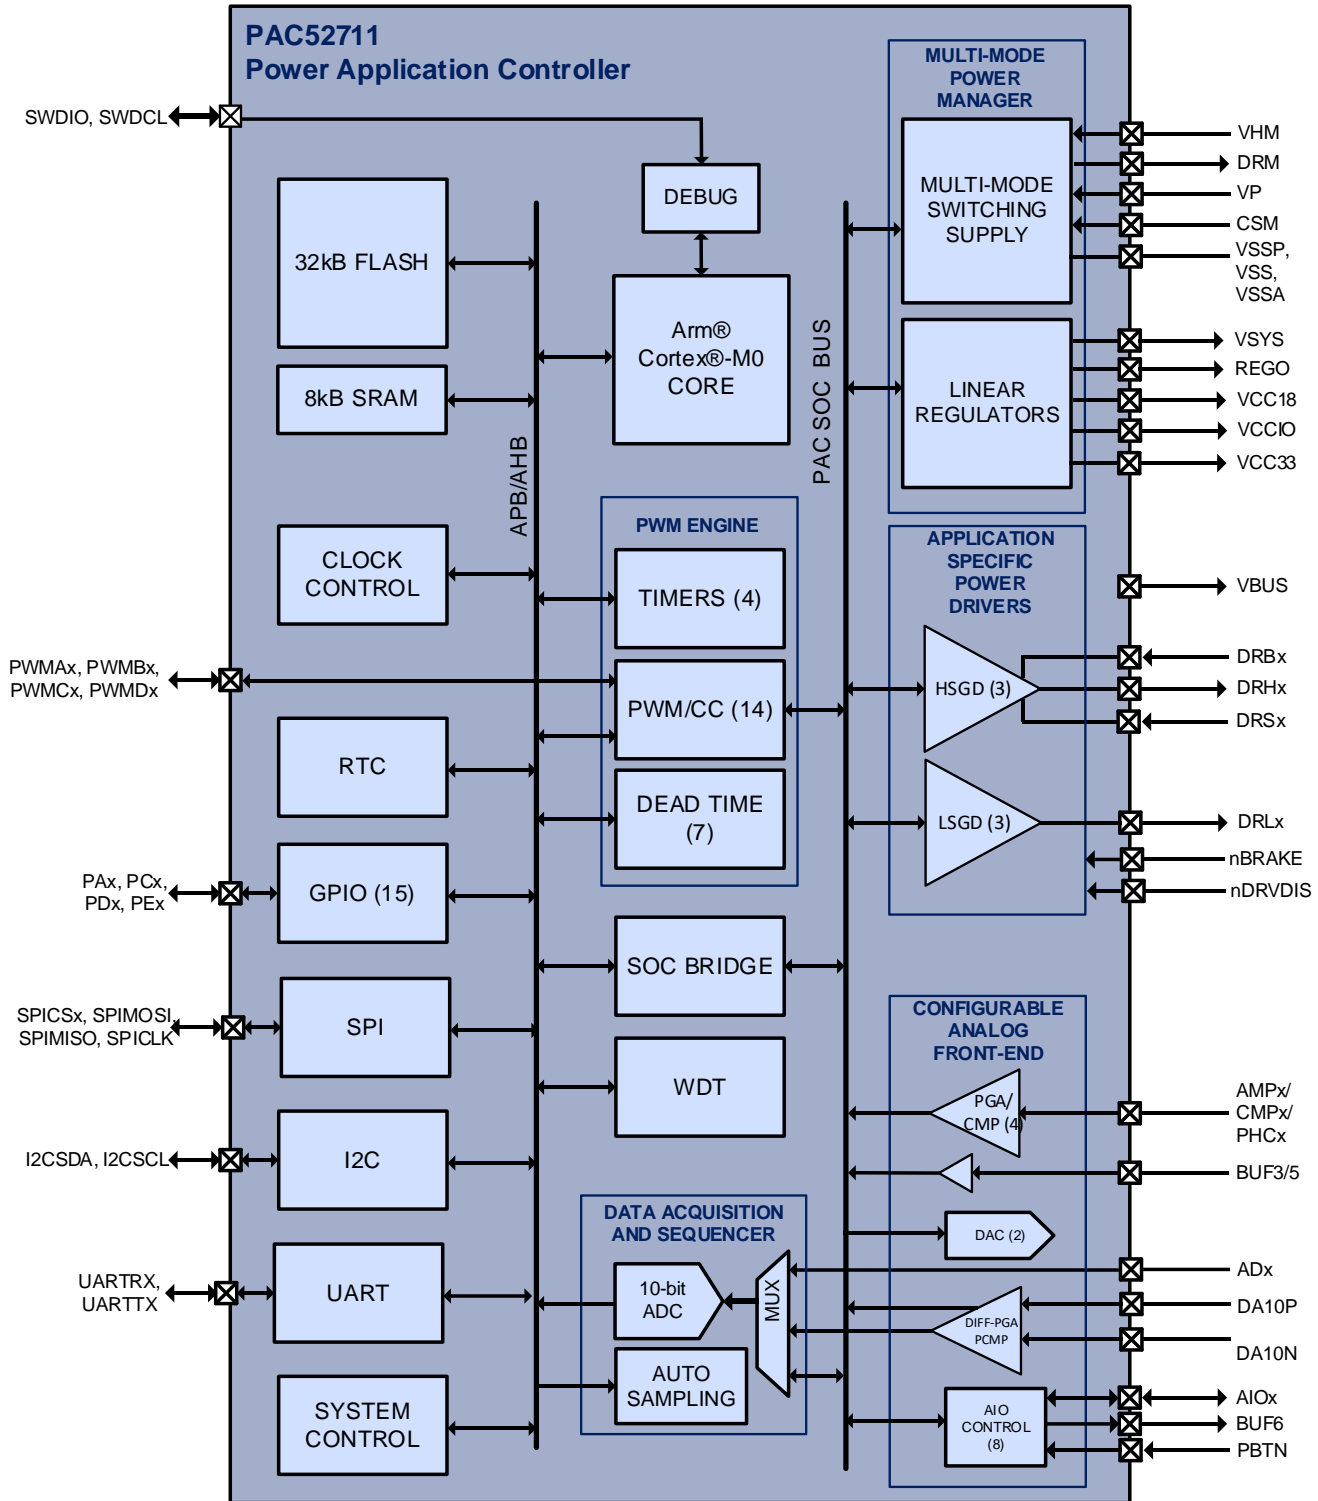 PAC52711
Power Application Controller
SWDIO, SWDCL
DEBUG
32kB FLASH
Arm®
Cortex®-M0
CORE
8kB SRAM
APB/AHB
PAC SOC BUS
CLOCK
CONTROL
PWM ENGINE
TIMERS (4)
PWMAx, PWMBx,
PWMCx, PWMDx
PWM/CC (14)
RTC
DEAD TIME
(7)
PAx, PCx,
PDx, PEx
GPIO (15)
SOC BRIDGE
SPICSx, SPIMOSI,
SPIMISO, SPICLK
SPI
WDT
I2CSDA, I2CSCL
I2C
DATA ACQUISITION
AND SEQUENCER
UARTRX,
UARTTX
UART
10-bit
ADC
MUX
AUTO
SAMPLING
SYSTEM
CONTROL
MULTI-MODE
POWER
MANAGER
MULTI-MODE
SWITCHING
SUPPLY
VHM
DRM
VP
CSM
VSSP,
VSS,
VSSA
LINEAR
REGULATORS
VSYS
REGO
VCC18
VCCIO
VCC33
APPLICATION
SPECIFIC
POWER
DRIVERS
VBUS
HSGD (3)
DRBx
DRHx
DRSx
LSGD (3)
DRLx
nBRAKE
nDRVDIS
CONFIGURABLE
ANALOG
FRONT-END
PGA/
CMP (4)
AMPx/
CMPx/
PHCx
BUF3/5
DAC (2)
ADx
DIFF-PGA
PCMP
DA10P
DA10N
AIO
CONTROL
(8)
AIOx
BUF6
PBTN